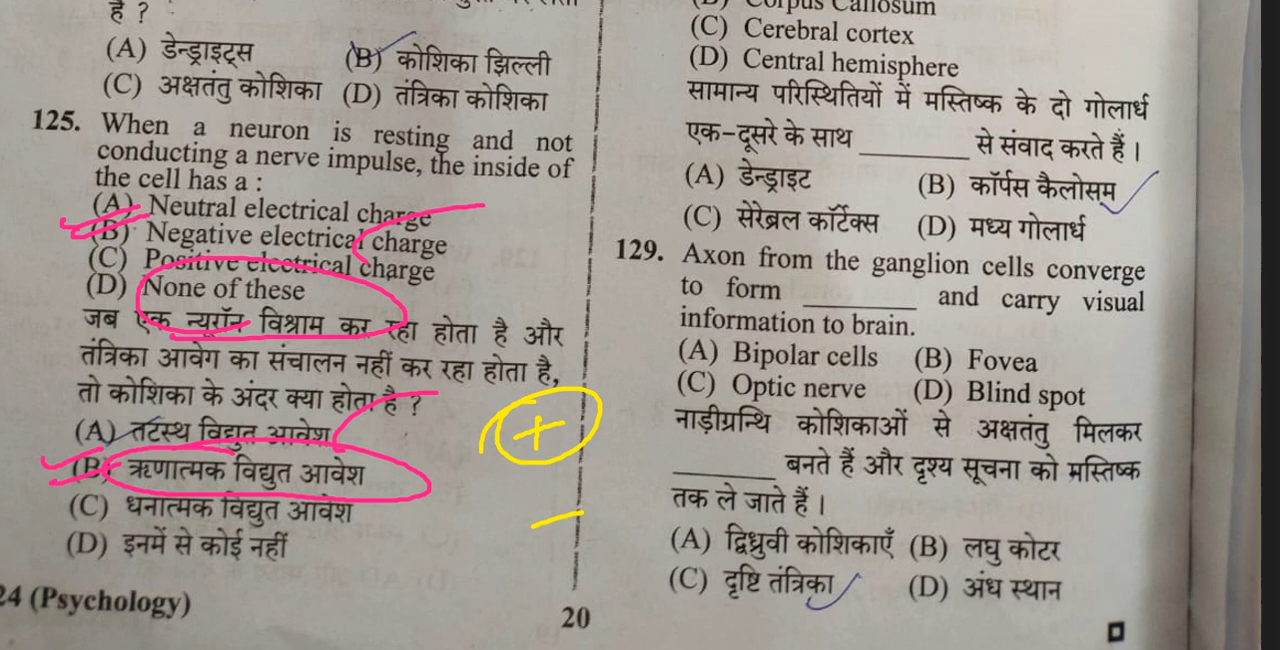 है ?
(A) डेन्ड्राइट्स (B) कोशिका झिल्ली
(C) अक्षतंतु कोशिका (D) तंत्रिका कोशिका
125. When a neuron is resting and not
conducting a nerve impulse, the inside of
the cell has a :
(A) Neutral electrical charge
(B) Negative electrical charge
(C) Positive electrical charge
(D) None of these
जब एक न्यूरॉन विश्राम कर रहा होता है और
तंत्रिका आवेग का संचालन नहीं कर रहा होता है,
तो कोशिका के अंदर क्या होता है ?
(A) तटस्थ विद्युत आवेश
(B) ऋणात्मक विद्युत आवेश
(C) धनात्मक विद्युत आवेश
(D) इनमें से कोई नहीं
+
–
24 (Psychology)
20
(B) Corpus Callosum
(C) Cerebral cortex
(D) Central hemisphere
सामान्य परिस्थितियों में मस्तिष्क के दो गोलार्ध
एक-दूसरे के साथ ________ से संवाद करते हैं।
(A) डेन्ड्राइट (B) कॉर्पस कैलोसम
(C) सेरेब्रल कॉर्टेक्स (D) मध्य गोलार्ध
129. Axon from the ganglion cells converge
to form ________ and carry visual
information to brain.
(A) Bipolar cells (B) Fovea
(C) Optic nerve (D) Blind spot
नाड़ीग्रन्थि कोशिकाओं से अक्षतंतु मिलकर
________ बनते हैं और दृश्य सूचना को मस्तिष्क
तक ले जाते हैं।
(A) द्विध्रुवी कोशिकाएँ (B) लघु कोटर
(C) दृष्टि तंत्रिका (D) अंध स्थान